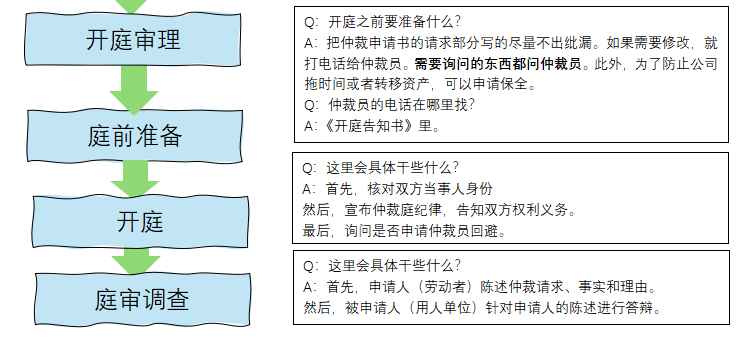 开庭审理
Q：开庭之前要准备什么？
A：把仲裁申请书的请求部分写的尽量不出纰漏。如果需要修改，就
打电话给仲裁员。需要询问的东西都问仲裁员。此外，为了防止公司
拖时间或者转移资产，可以申请保全。
Q：仲裁员的电话在哪里找？
A：《开庭告知书》里。
庭前准备
开庭
Q：这里会具体干些什么？
A：首先，核对双方当事人身份
然后，宣布仲裁庭纪律，告知双方权利义务。
最后，询问是否申请仲裁员回避。
庭审调查
Q：这里会具体干些什么？
A：首先，申请人（劳动者）陈述仲裁请求、事实和理由。
然后，被申请人（用人单位）针对申请人的陈述进行答辩。